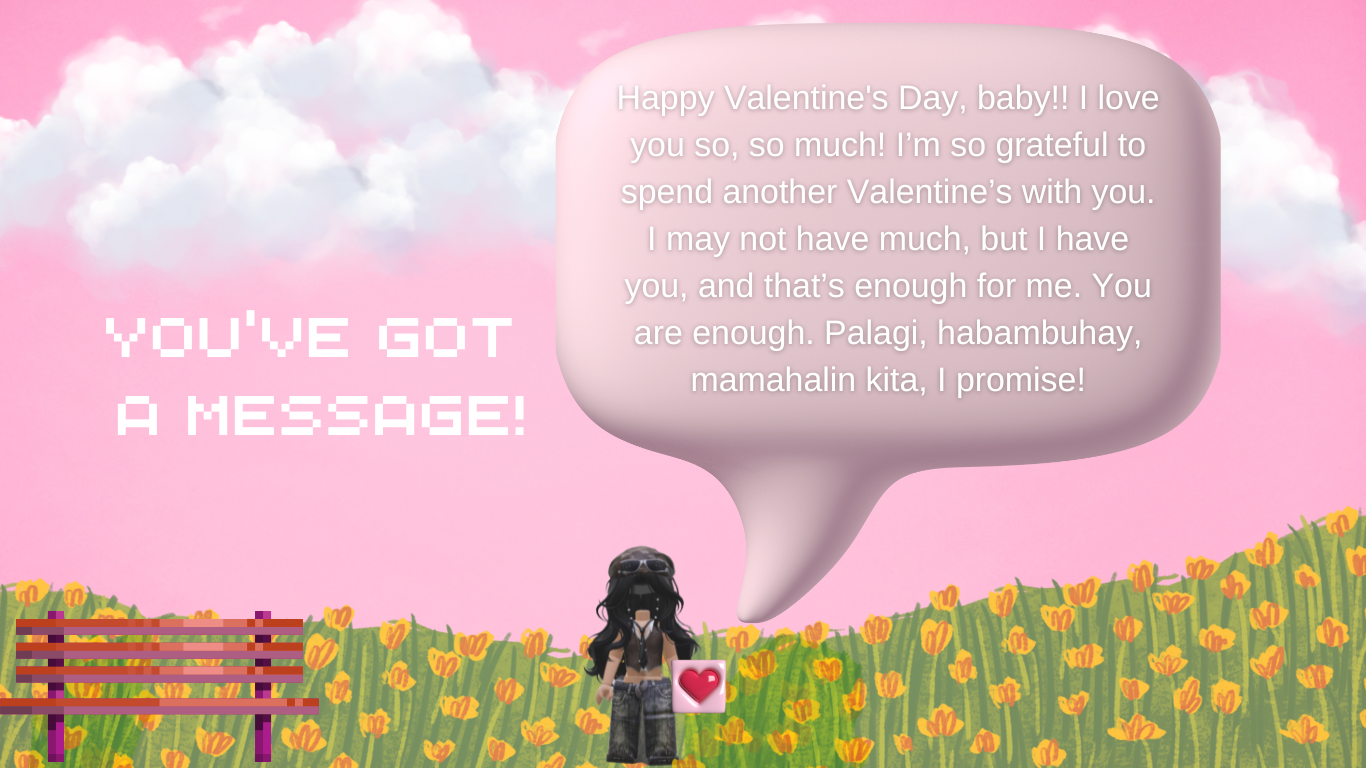 YOU'VE GOT
A MESSAGE!
Happy Valentine's Day, baby!! I love
you so, so much! I’m so grateful to
spend another Valentine’s with you.
I may not have much, but I have
you, and that’s enough for me. You
are enough. Palagi, habambuhay,
mamahalin kita, I promise!